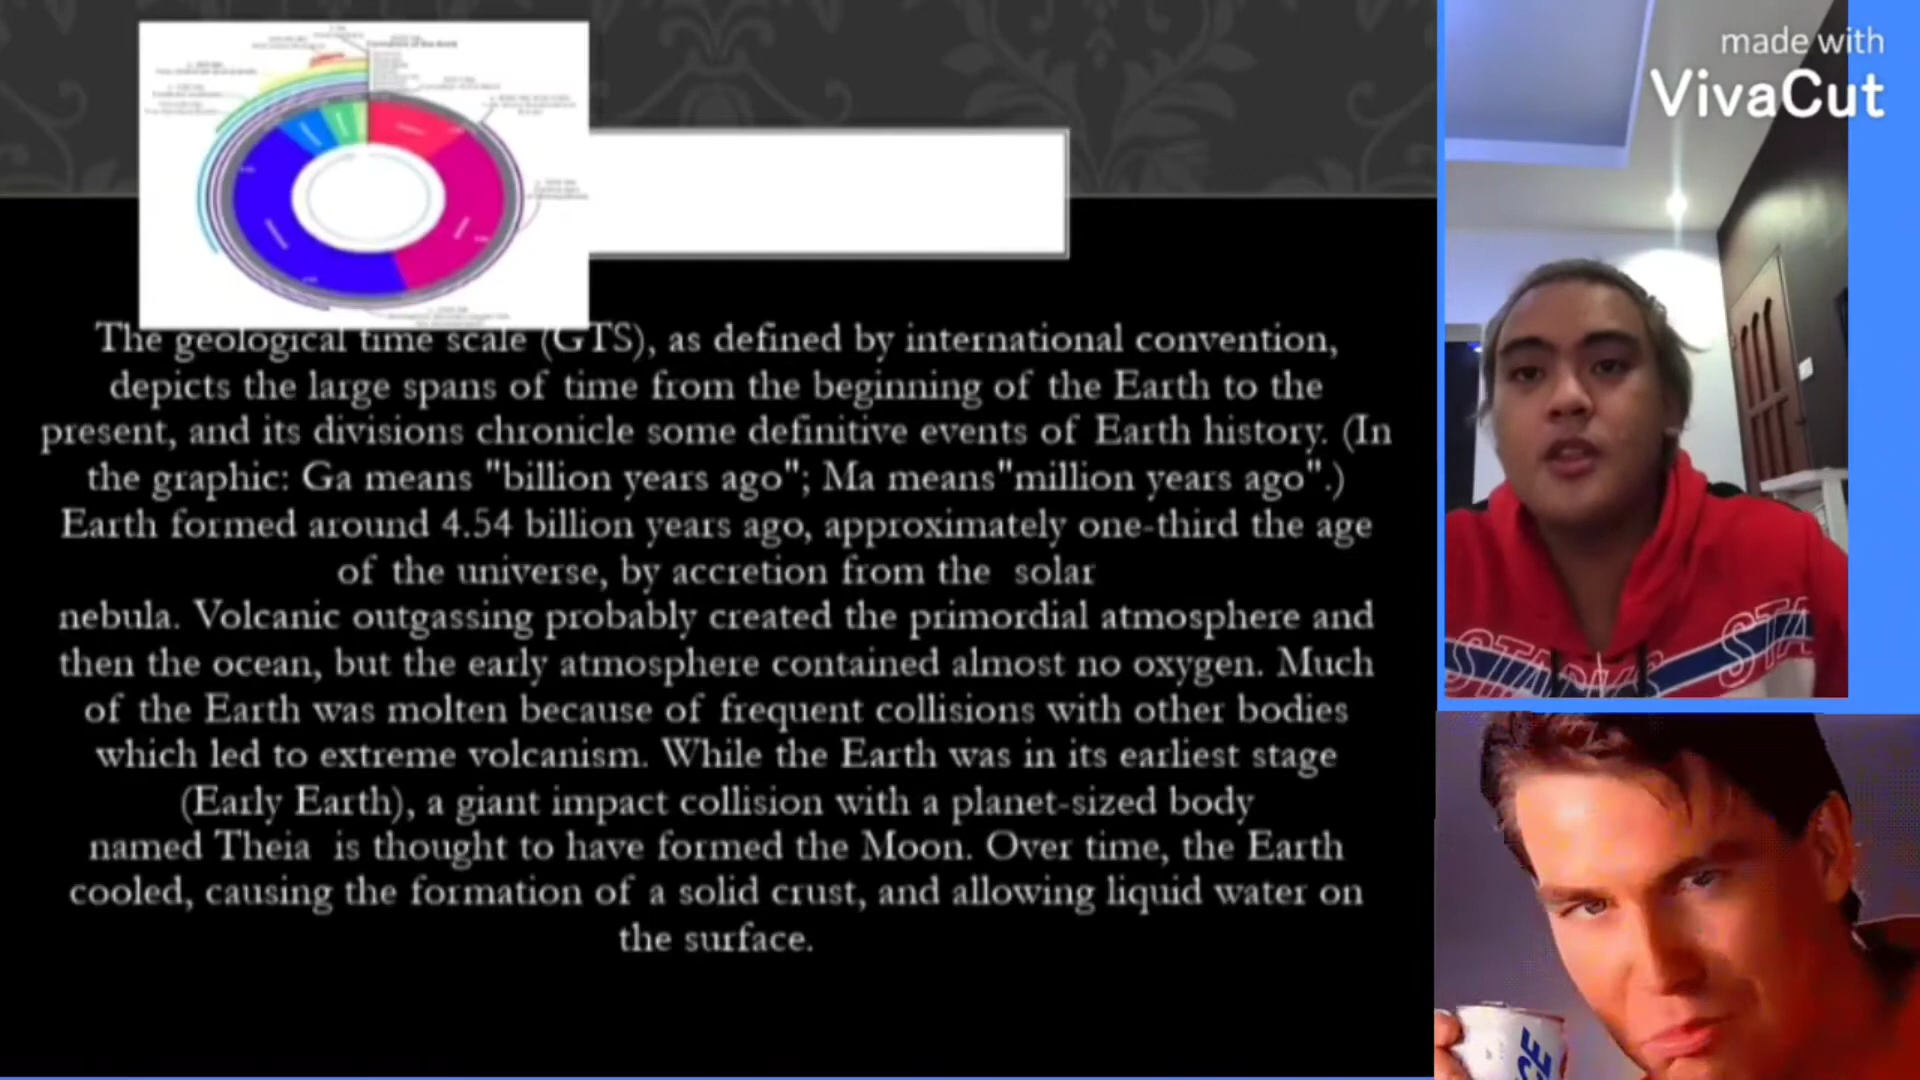 made with
VivaCut
The geological time scale (GTS), as defined by international convention,
depicts the large spans of time from the beginning of the Earth to the
present, and its divisions chronicle some definitive events of Earth history. (In
the graphic: Ga means "billion years ago"; Ma means"million years ago".)
Earth formed around 4.54 billion years ago, approximately one-third the age
of the universe, by accretion from the solar
nebula. Volcanic outgassing probably created the primordial atmosphere and
then the ocean, but the early atmosphere contained almost no oxygen. Much
of the Earth was molten because of frequent collisions with other bodies
which led to extreme volcanism. While the Earth was in its earliest stage
(Early Earth), a giant impact collision with a planet-sized body
named Theia is thought to have formed the Moon. Over time, the Earth
cooled, causing the formation of a solid crust, and allowing liquid water on
the surface.